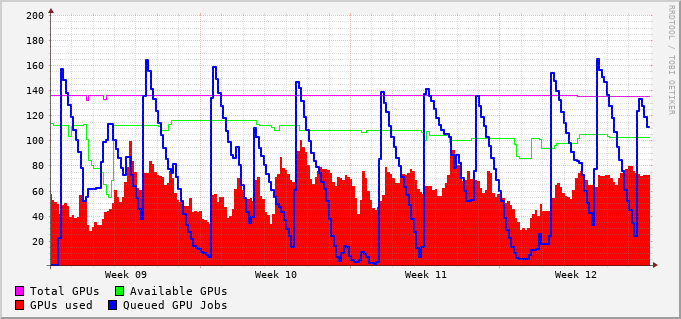 200
180
160
140
120
100
80
60
40
20
Week 09 Week 10 Week 11 Week 12
Total GPUs Available GPUs
GPUs used Queued GPU Jobs
RRDTOOL / TOBI OETIKER